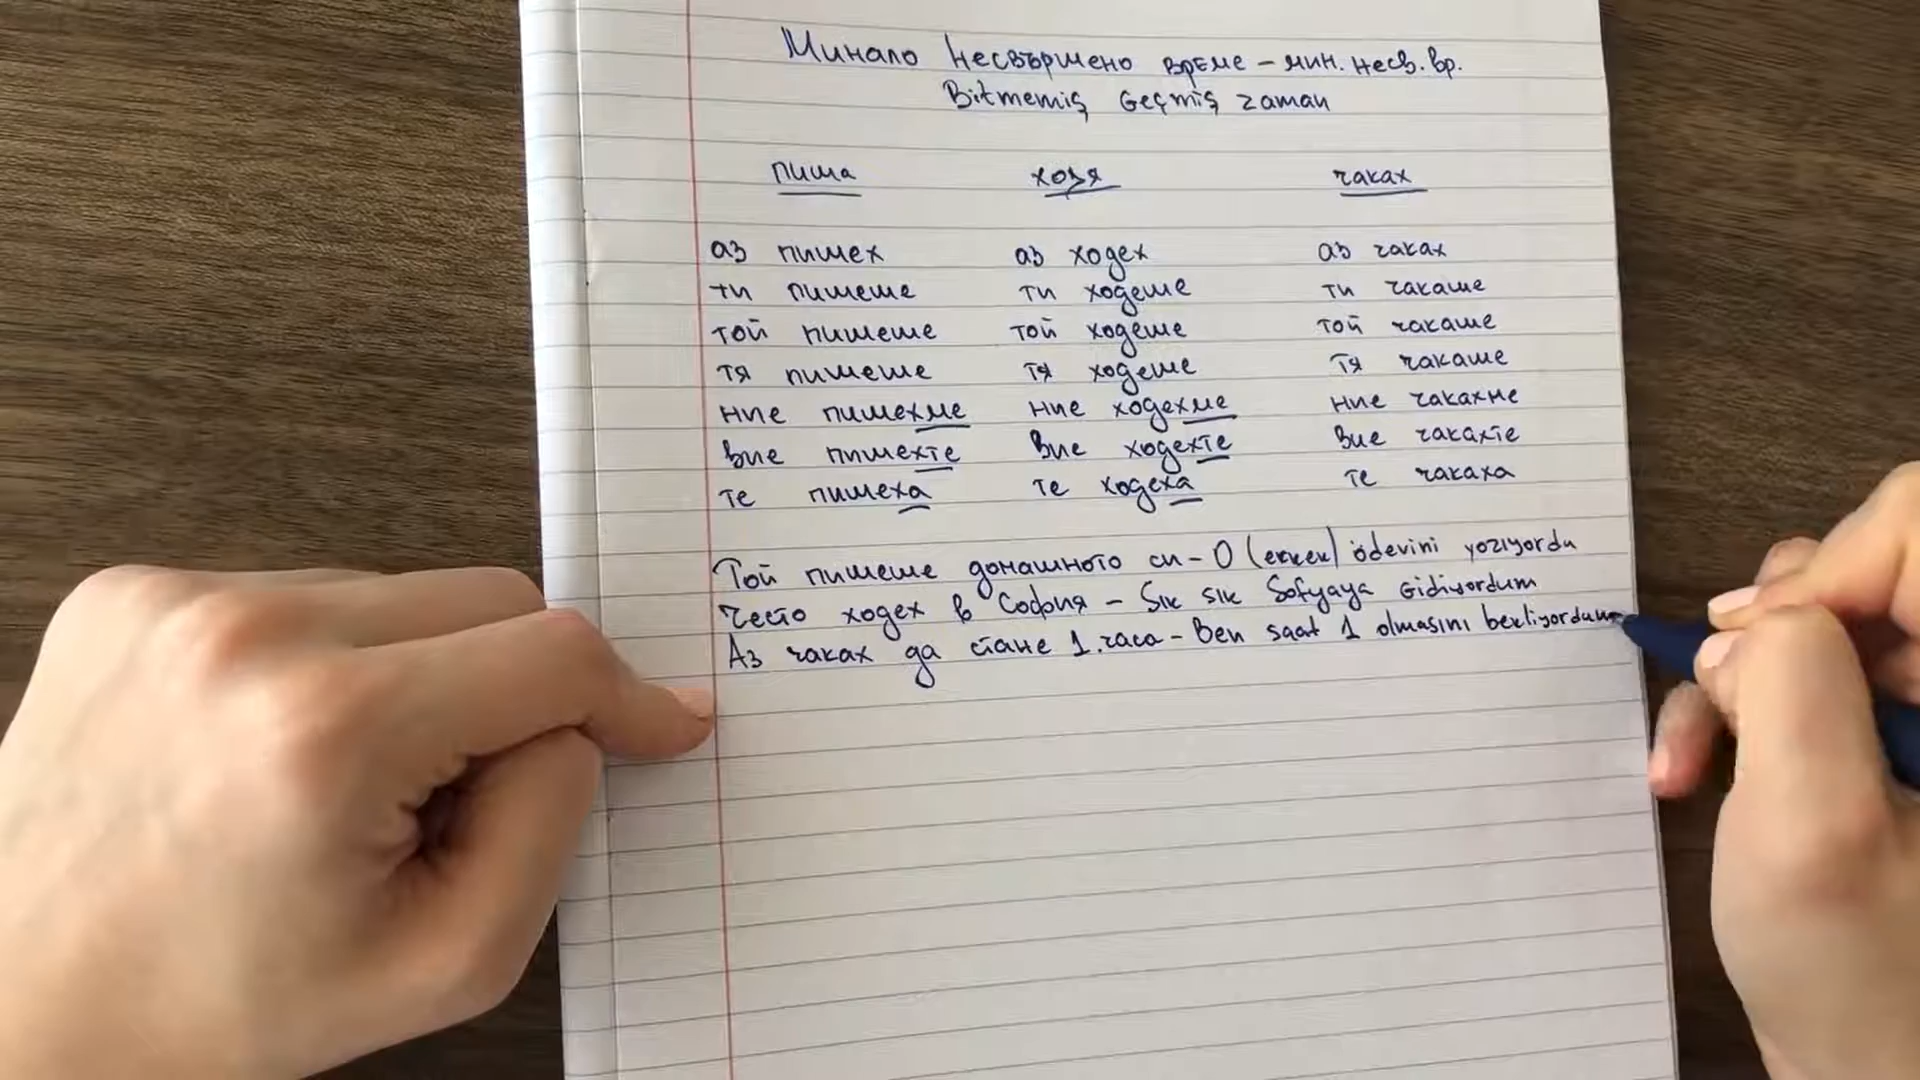 Минало Несвършено време - мин. несв. вр.
Bitmemiş Geçmiş zaman
пиша ходя чаках
аз пишех аз ходех аз чаках
ти пишеше ти ходеше ти чакаше
той пишеше той ходеше той чакаше
тя пишеше тя ходеше тя чакаше
ние пишехме ние ходехме ние чакахме
вие пишехте вие ходехте вие чакахте
те пишеха те ходеха те чакаха
Той пишеше домашното си - O (erkek) ödevini yazıyordu
Често ходех в София - Sık sık Sofyaya Gidiyordum
Аз чаках да стане 1. часа - Ben saat 1 olmasını bekliyordum